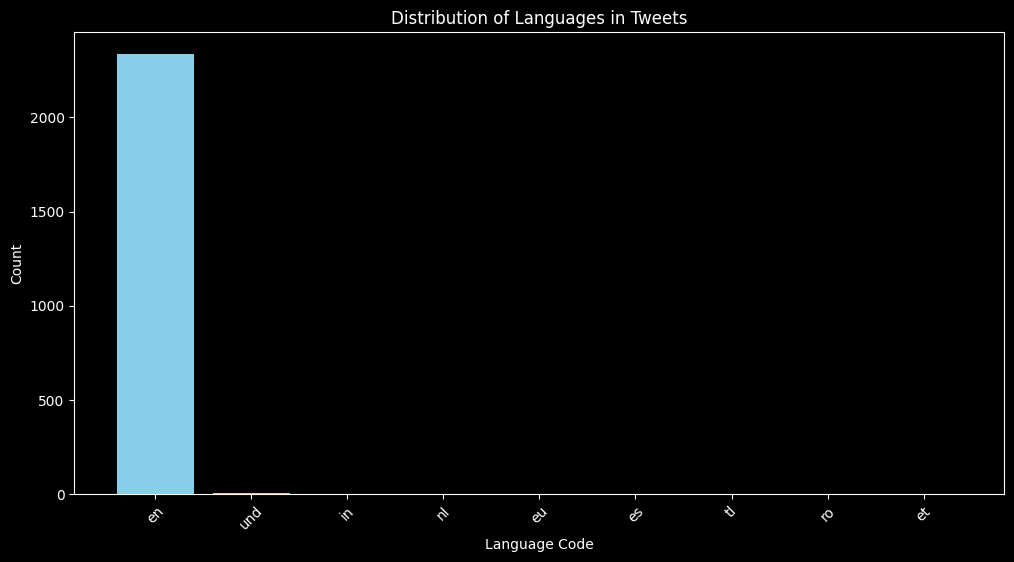 Distribution of Languages in Tweets
Count
2000
1500
1000
500
0
en und in nl eu es tl ro et
Language Code